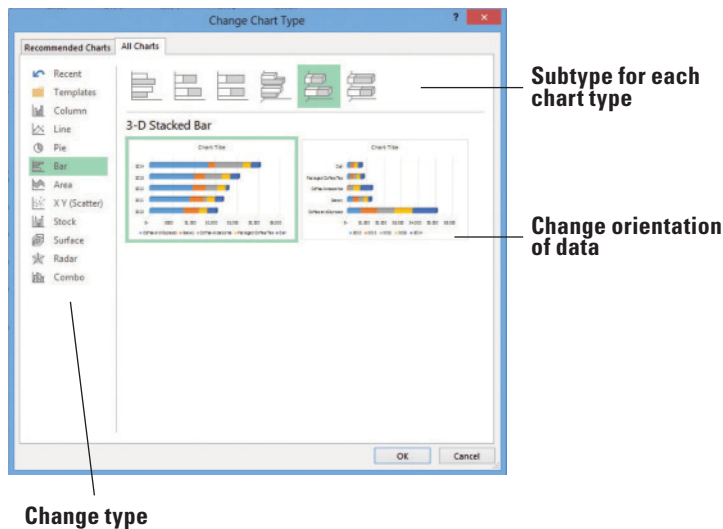 Change Chart Type
?
×
Recommended Charts
All Charts
Recent
Templates
Column
Line
Pie
Bar
Area
X Y (Scatter)
Stock
Surface
Radar
Combo
3-D Stacked Bar
Chart Title
Chart Title
OK
Cancel
Subtype for each
chart type
Change orientation
of data
Change type